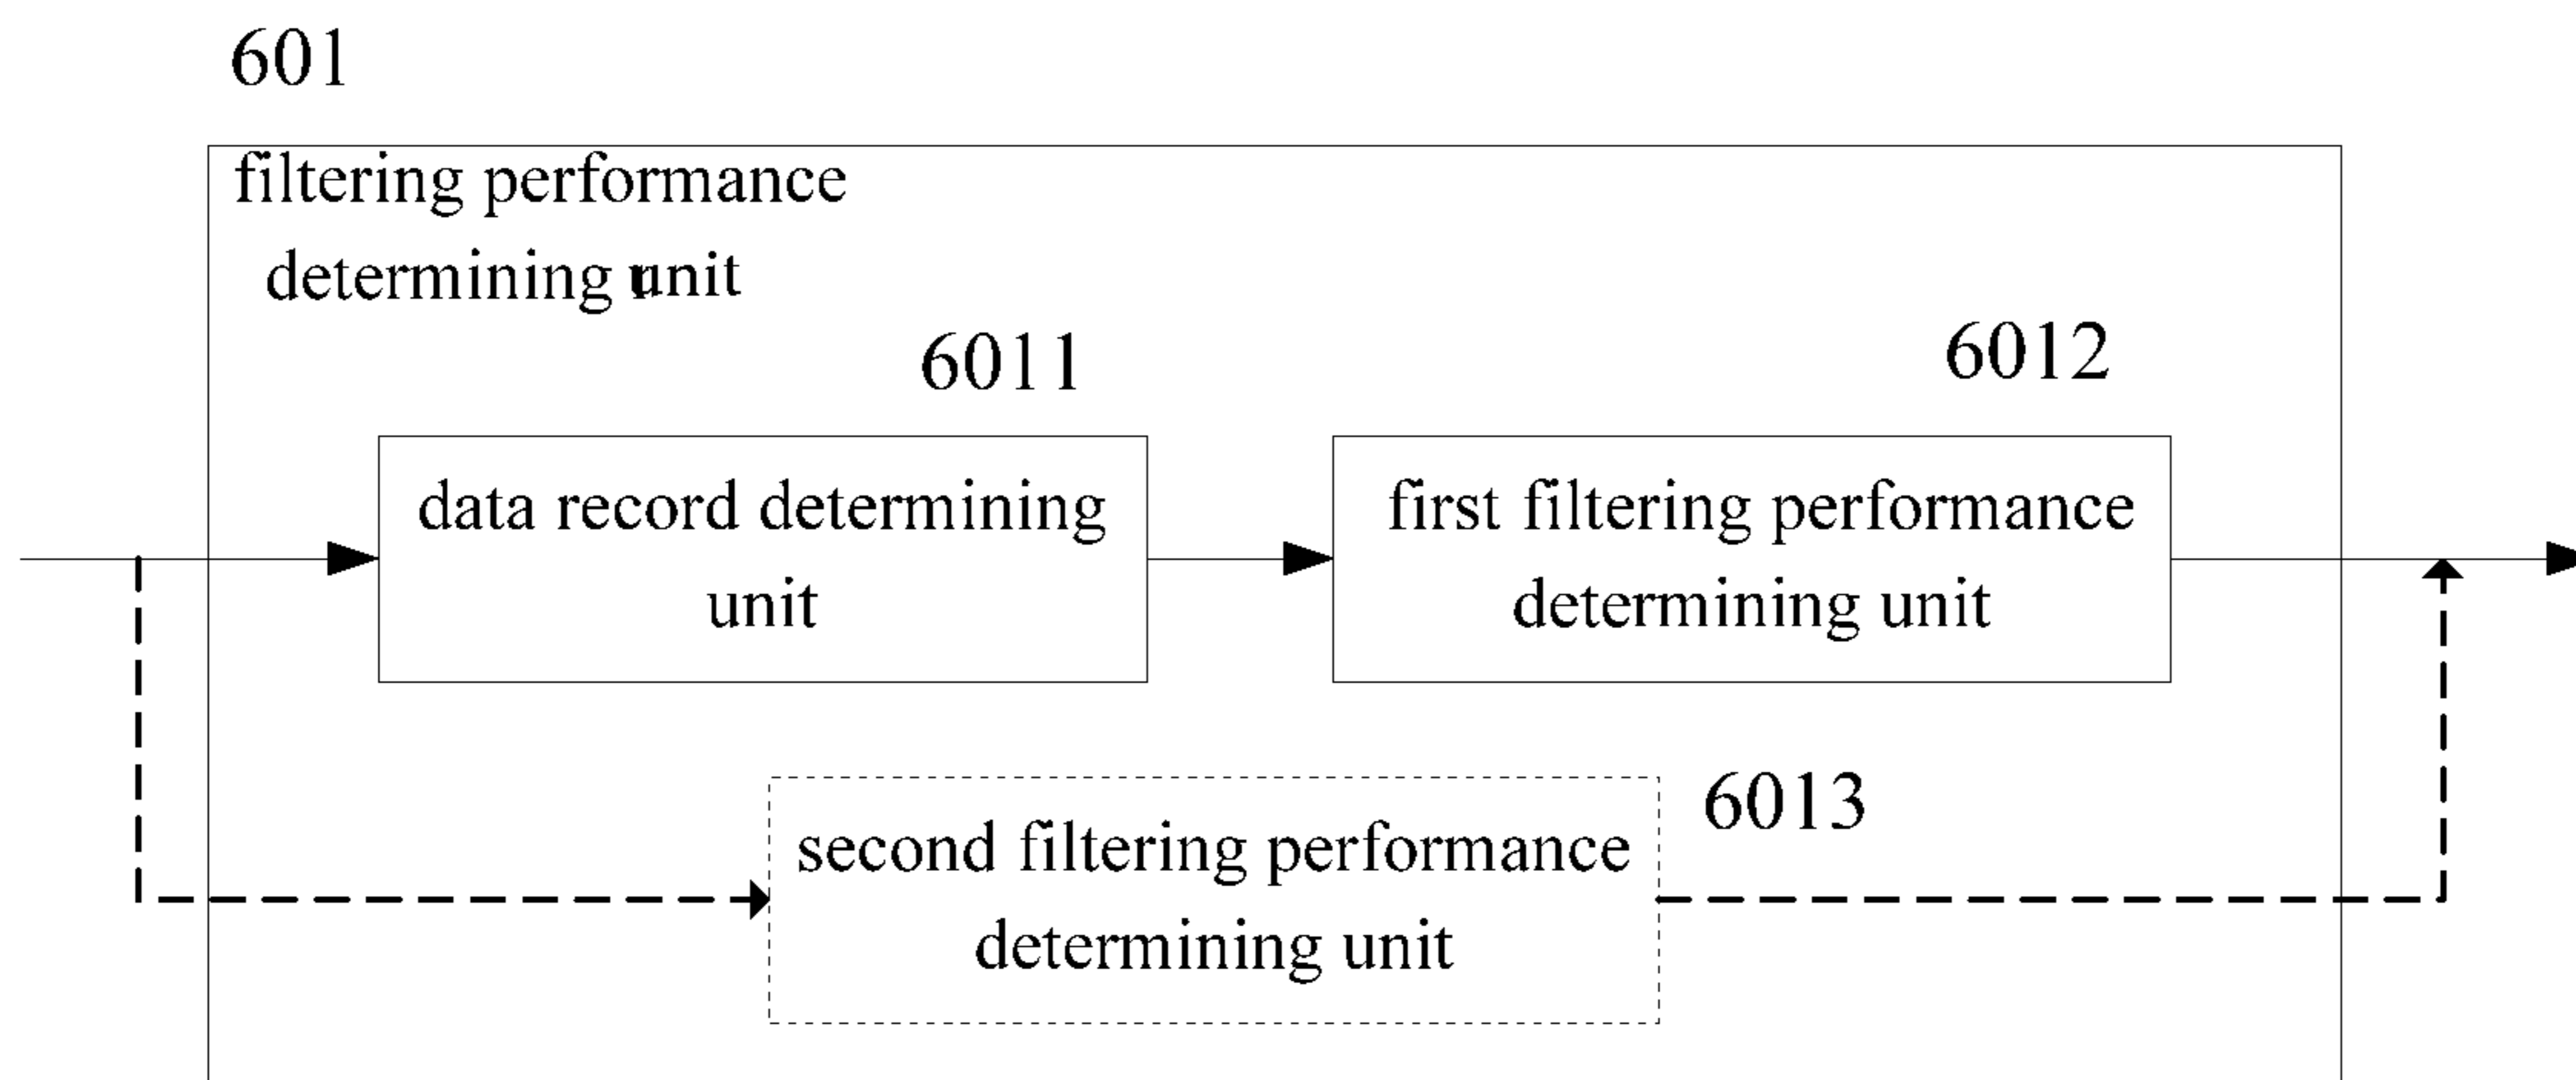 601
filtering performance
determining unit
6011
6012
data record determining
unit
first filtering performance
determining unit
6013
second filtering performance
determining unit